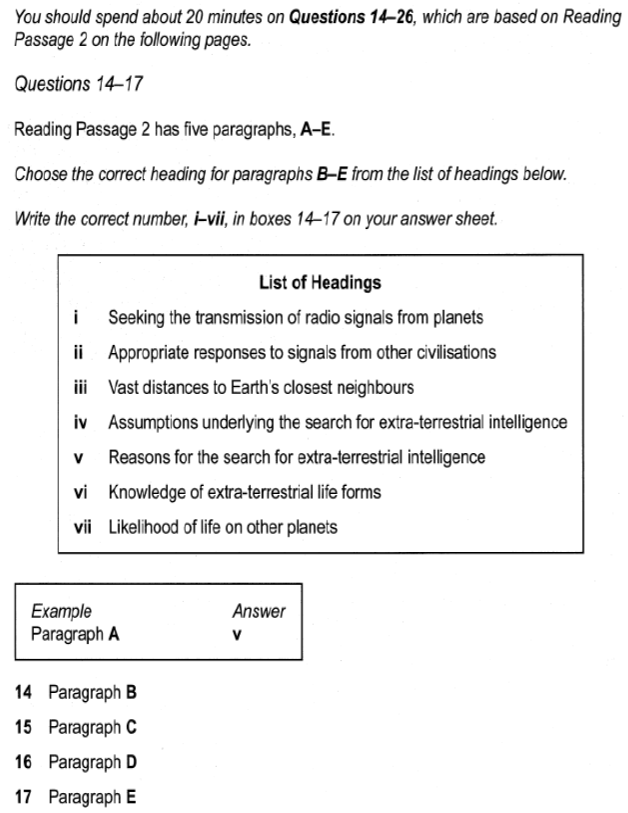 You should spend about 20 minutes on Questions 14–26, which are based on Reading
Passage 2 on the following pages.
Questions 14–17
Reading Passage 2 has five paragraphs, A–E.
Choose the correct heading for paragraphs B–E from the list of headings below.
Write the correct number, i–vii, in boxes 14–17 on your answer sheet.
List of Headings
i Seeking the transmission of radio signals from planets
ii Appropriate responses to signals from other civilisations
iii Vast distances to Earth's closest neighbours
iv Assumptions underlying the search for extra-terrestrial intelligence
v Reasons for the search for extra-terrestrial intelligence
vi Knowledge of extra-terrestrial life forms
vii Likelihood of life on other planets
Example Answer
Paragraph A v
14 Paragraph B
15 Paragraph C
16 Paragraph D
17 Paragraph E